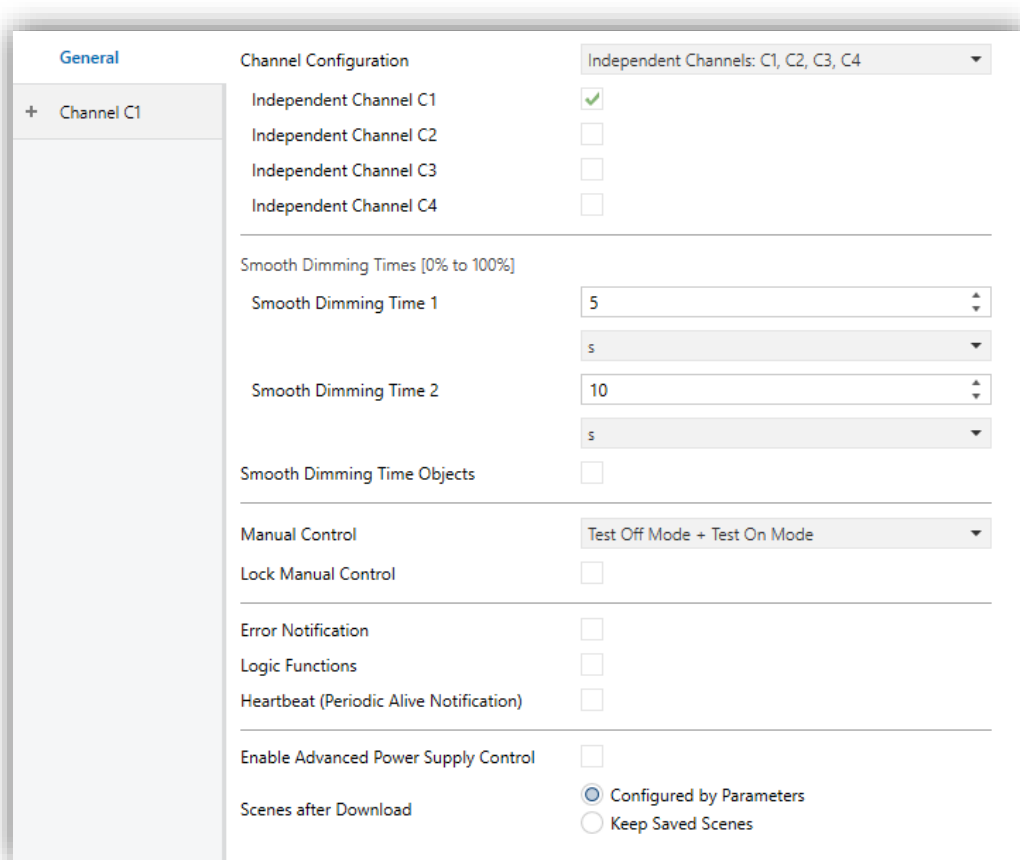 General
+ Channel C1
Channel Configuration Independent Channels: C1, C2, C3, C4
Independent Channel C1
Independent Channel C2
Independent Channel C3
Independent Channel C4
Smooth Dimming Times [0% to 100%]
Smooth Dimming Time 1 5
s
Smooth Dimming Time 2 10
s
Smooth Dimming Time Objects
Manual Control Test Off Mode + Test On Mode
Lock Manual Control
Error Notification
Logic Functions
Heartbeat (Periodic Alive Notification)
Enable Advanced Power Supply Control
Scenes after Download Configured by Parameters
Keep Saved Scenes